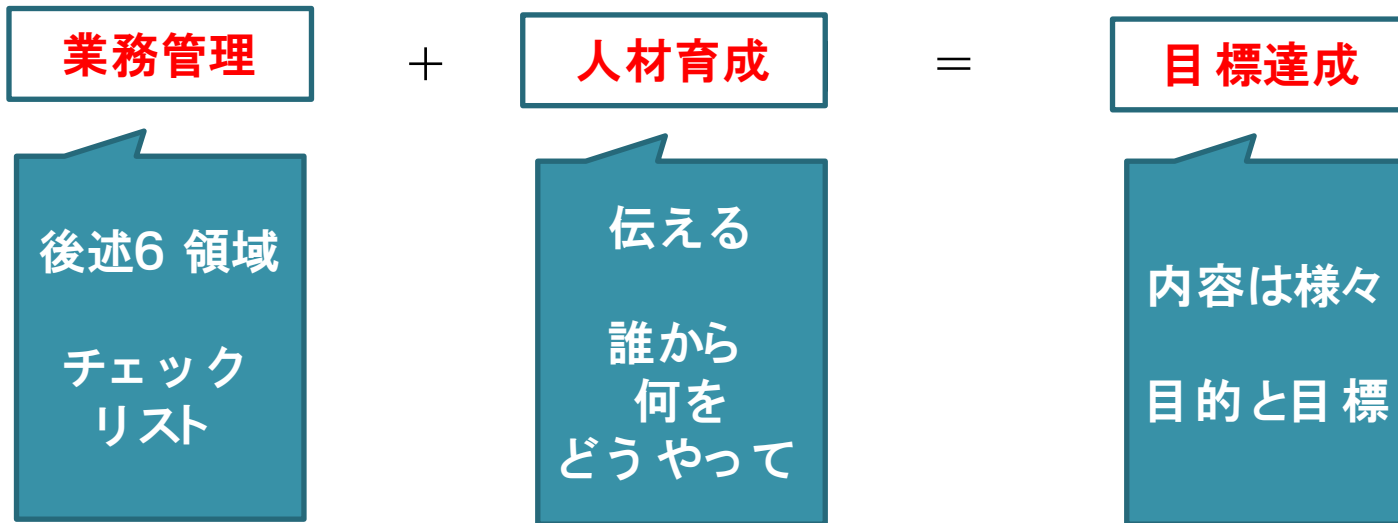 業務管理
+
人材育成
=
目標達成
後述6 領域
チェック
リスト
伝える
誰から
何を
どうやって
内容は様々
目的と目標